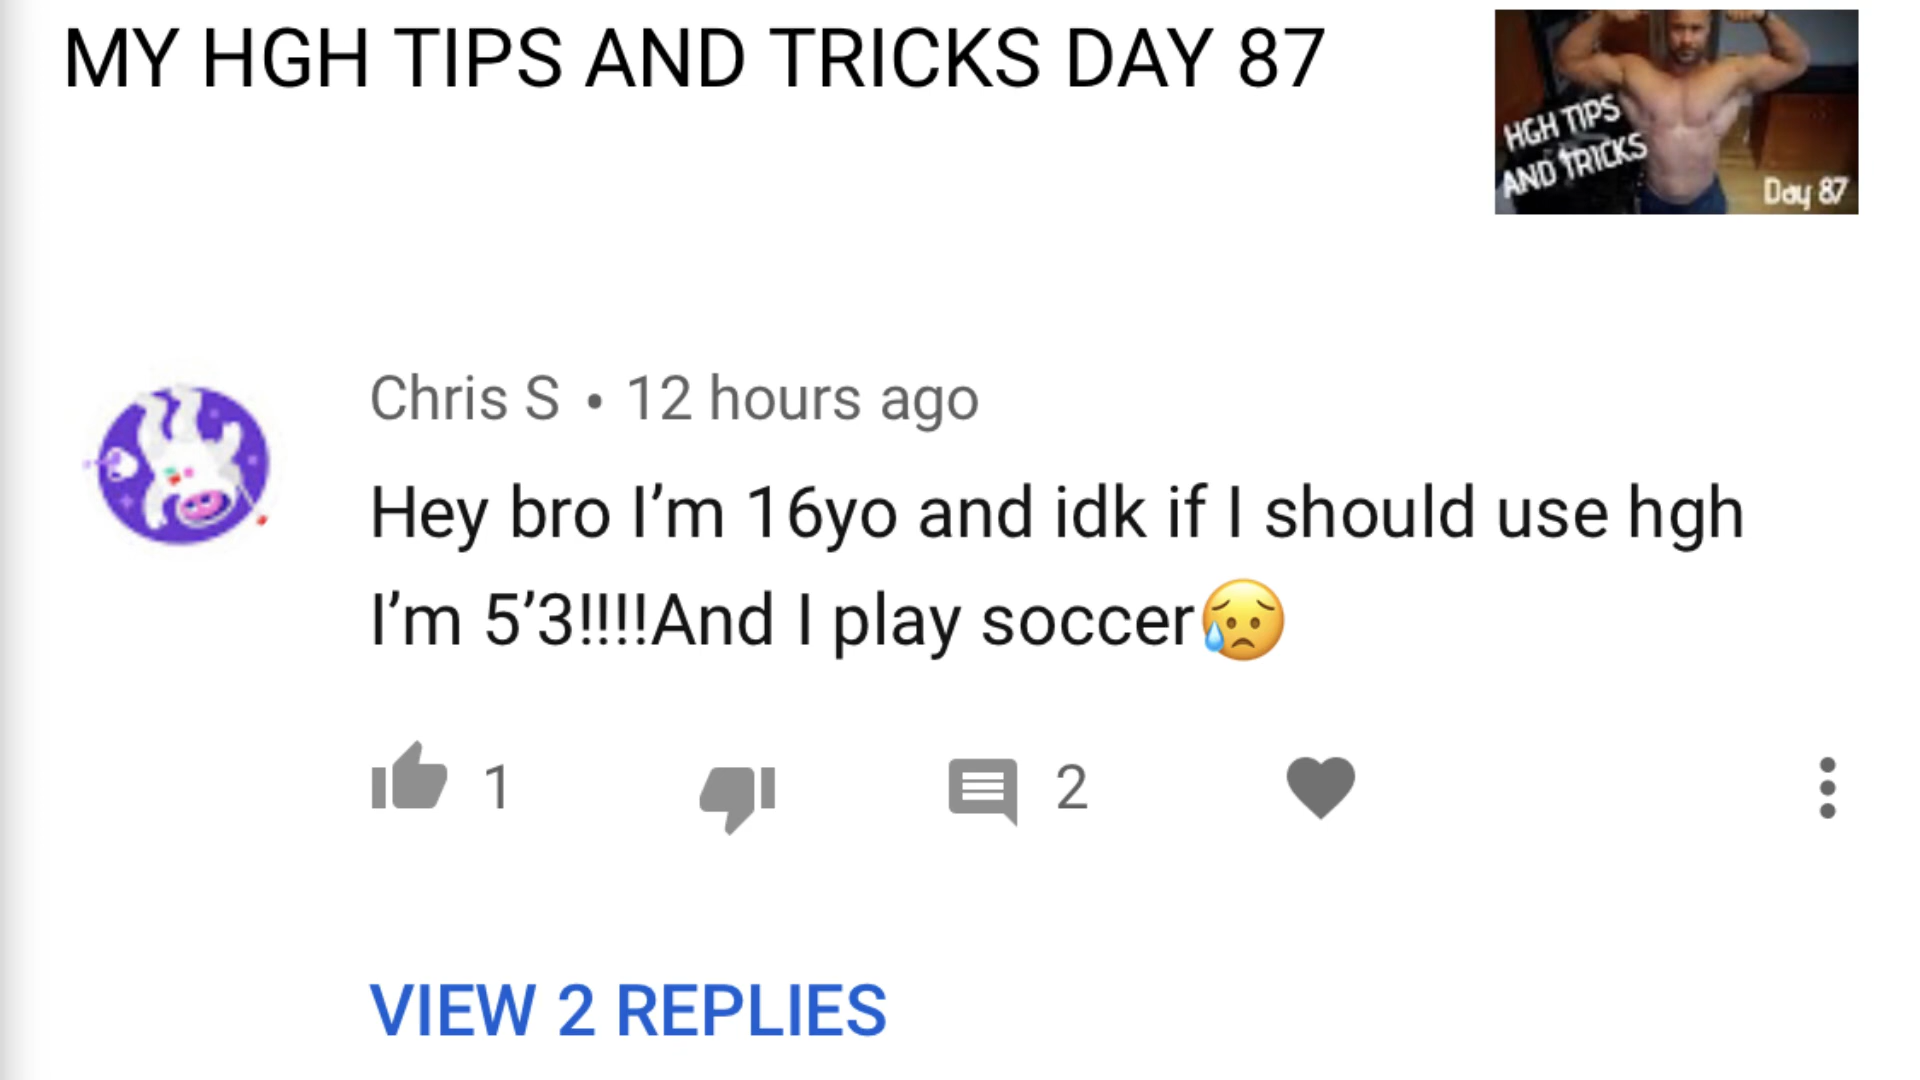 MY HGH TIPS AND TRICKS DAY 87
HGH TIPS
AND TRICKS
Day 87
Chris S • 12 hours ago
Hey bro I’m 16yo and idk if I should use hgh
I’m 5’3!!!!And I play soccer😥
1
2
VIEW 2 REPLIES